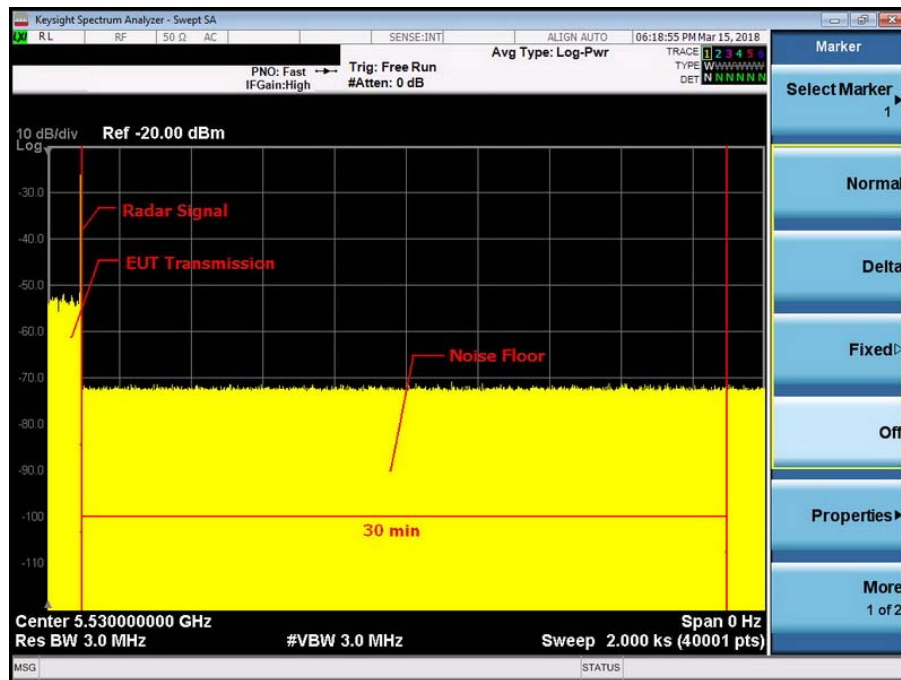 Keysight Spectrum Analyzer - Swept SA
LXI RL RF 50 Ω AC SENSE:INT ALIGN AUTO 06:18:55 PM Mar 15, 2018
Marker
Avg Type: Log-Pwr
TRACE 1 2 3 4 5 6
PNO: Fast Trig: Free Run
TYPE WWWWWW
IFGain:High #Atten: 0 dB
DET N N N N N N
Select Marker
1
10 dB/div Ref -20.00 dBm
Log
-30.0
Normal
Radar Signal
-40.0
EUT Transmission
Delta
-50.0
-60.0
Noise Floor
Fixed
-70.0
-80.0
Off
-90.0
-100
Properties
30 min
-110
More
1 of 2
Center 5.530000000 GHz Span 0 Hz
Res BW 3.0 MHz #VBW 3.0 MHz Sweep 2.000 ks (40001 pts)
MSG STATUS